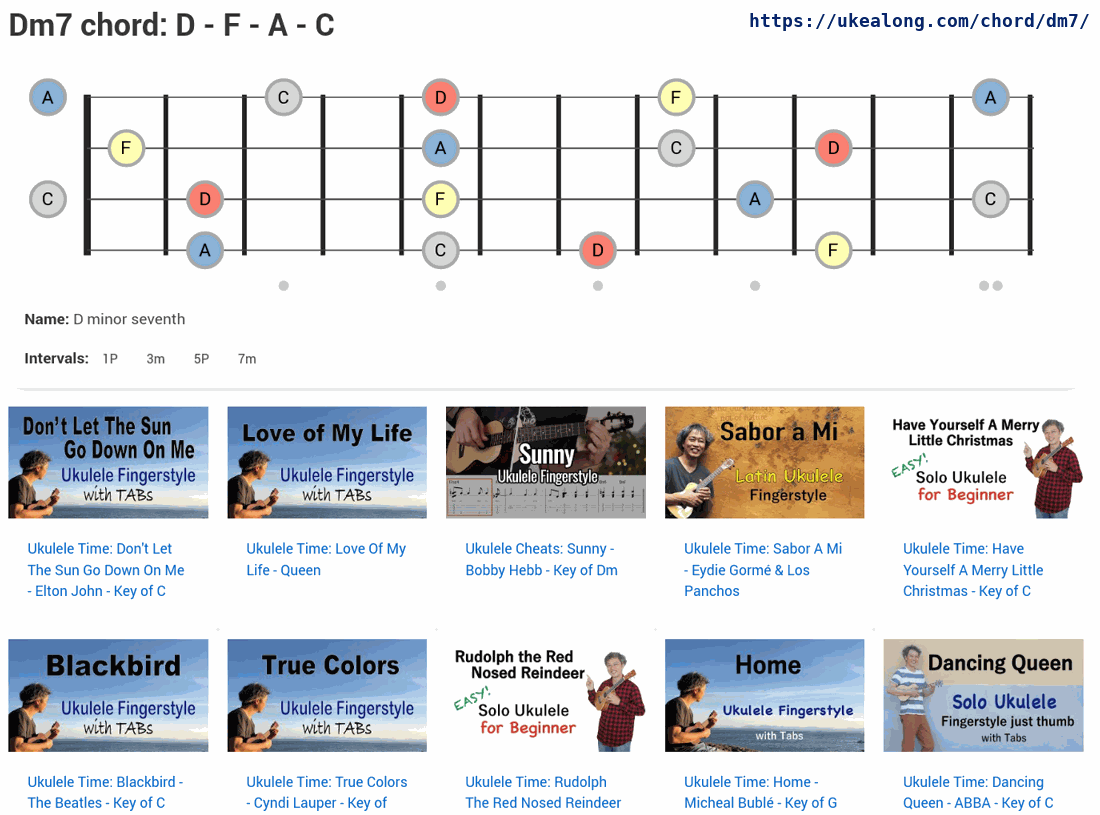 Dm7 chord: D - F - A - C
https://ukealong.com/chord/dm7/
A C D F A
F A C D
C D F A C
A C D F
Name: D minor seventh
Intervals: 1P 3m 5P 7m
Don't Let The Sun
Go Down On Me
Ukulele Fingerstyle
with TABs
Love of My Life
Ukulele Fingerstyle
with TABs
Sunny
Ukulele Fingerstyle
Sabor a Mi
Latin Ukulele
Fingerstyle
Have Yourself A Merry
Little Christmas
EASY!
Solo Ukulele
for Beginner
Ukulele Time: Don't Let
The Sun Go Down On Me
- Elton John - Key of C
Ukulele Time: Love Of My
Life - Queen
Ukulele Cheats: Sunny -
Bobby Hebb - Key of Dm
Ukulele Time: Sabor A Mi
- Eydie Gormé & Los
Panchos
Ukulele Time: Have
Yourself A Merry Little
Christmas - Key of C
Blackbird
Ukulele Fingerstyle
with TABs
True Colors
Ukulele Fingerstyle
with TABs
Rudolph the Red
Nosed Reindeer
EASY!
Solo Ukulele
for Beginner
Home
Ukulele Fingerstyle
with Tabs
Dancing Queen
Solo Ukulele
Fingerstyle just thumb
with Tabs
Ukulele Time: Blackbird -
The Beatles - Key of C
Ukulele Time: True Colors
- Cyndi Lauper - Key of
Ukulele Time: Rudolph
The Red Nosed Reindeer
Ukulele Time: Home -
Micheal Bublé - Key of G
Ukulele Time: Dancing
Queen - ABBA - Key of C